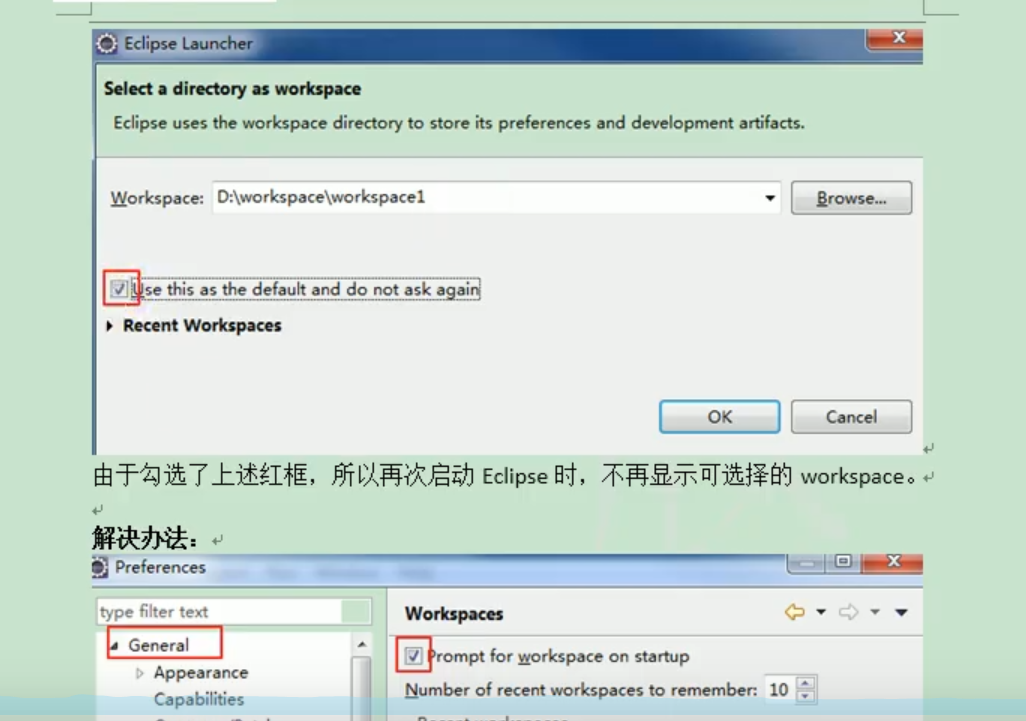 Eclipse Launcher
Select a directory as workspace
Eclipse uses the workspace directory to store its preferences and development artifacts.
Workspace: D:\workspace\workspace1 Browse...
Use this as the default and do not ask again
Recent Workspaces
OK Cancel
由于勾选了上述红框，所以再次启动 Eclipse 时，不再显示可选择的 workspace。
解决办法：
Preferences
type filter text
Workspaces
General
Prompt for workspace on startup
Appearance
Number of recent workspaces to remember: 10
Capabilities